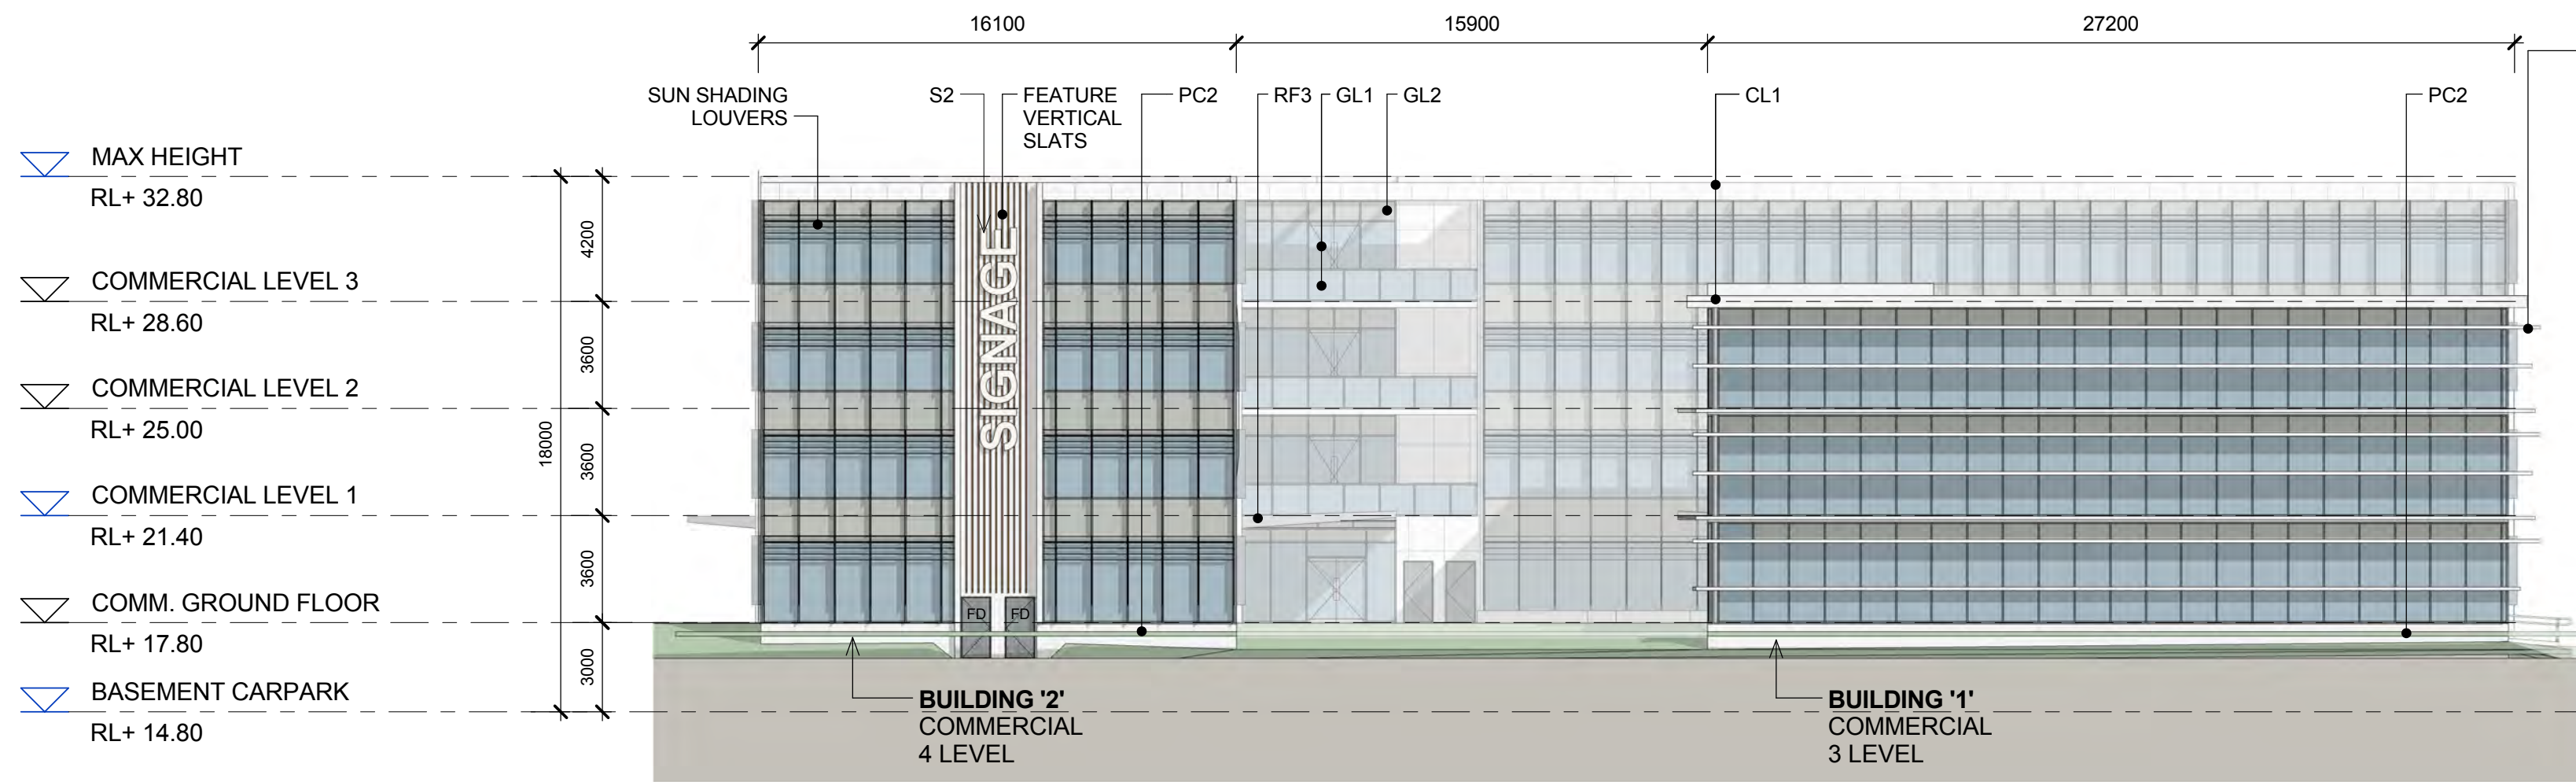 16100
15900
27200
SUN SHADING
LOUVERS
S2
FEATURE
VERTICAL
SLATS
PC2
RF3
GL1
GL2
CL1
PC2
MAX HEIGHT
RL+ 32.80
COMMERCIAL LEVEL 3
RL+ 28.60
COMMERCIAL LEVEL 2
RL+ 25.00
COMMERCIAL LEVEL 1
RL+ 21.40
COMM. GROUND FLOOR
RL+ 17.80
BASEMENT CARPARK
RL+ 14.80
18000
4200
3600
3600
3600
3000
SIGNAGE
FD
FD
BUILDING '2'
COMMERCIAL
4 LEVEL
BUILDING '1'
COMMERCIAL
3 LEVEL